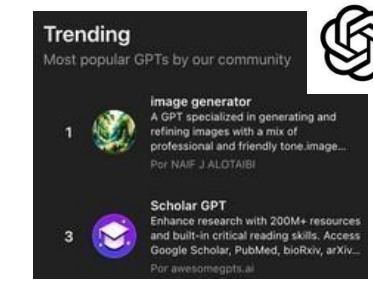 Trending
Most popular GPTs by our community
1
image generator
A GPT specialized in generating and
refining images with a mix of
professional and friendly tone.image...
Por NAIF J ALOTAIBI
3
Scholar GPT
Enhance research with 200M+ resources
and built-in critical reading skills. Access
Google Scholar, PubMed, bioRxiv, arXiv...
Por awesomegpts.ai